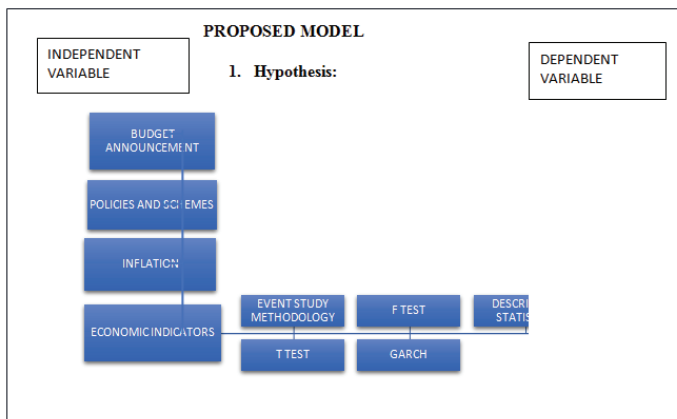 PROPOSED MODEL
INDEPENDENT
VARIABLE
1. Hypothesis:
DEPENDENT
VARIABLE
BUDGET
ANNOUNCEMENT
POLICIES AND SCHEMES
INFLATION
ECONOMIC INDICATORS
EVENT STUDY
METHODOLOGY
F TEST
T TEST
GARCH